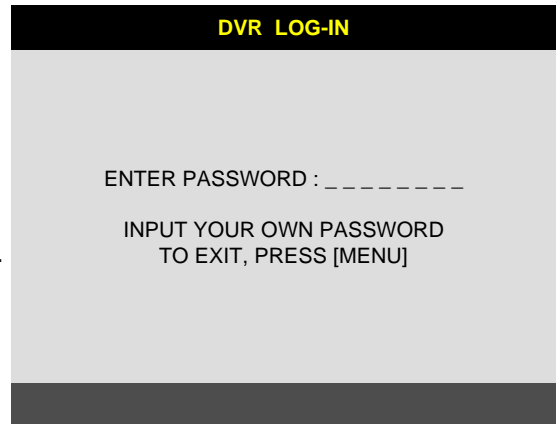 DVR LOG-IN
ENTER PASSWORD : _ _ _ _ _ _ _ _
INPUT YOUR OWN PASSWORD
TO EXIT, PRESS [MENU]